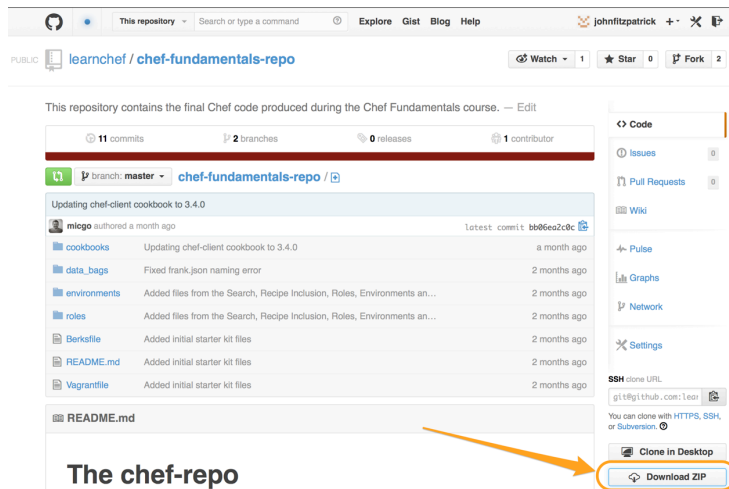 This repository Search or type a command Explore Gist Blog Help johnfitzpatrick
PUBLIC learnchef / chef-fundamentals-repo Watch 1 Star 0 Fork 2
This repository contains the final Chef code produced during the Chef Fundamentals course. — Edit
11 commits 2 branches 0 releases 1 contributor
branch: master chef-fundamentals-repo /
Updating chef-client cookbook to 3.4.0
micgo authored a month ago latest commit bb06ea2c0c
cookbooks Updating chef-client cookbook to 3.4.0 a month ago
data_bags Fixed frank.json naming error 2 months ago
environments Added files from the Search, Recipe Inclusion, Roles, Environments an… 2 months ago
roles Added files from the Search, Recipe Inclusion, Roles, Environments an… 2 months ago
Berksfile Added initial starter kit files 2 months ago
README.md Added initial starter kit files 2 months ago
Vagrantfile Added initial starter kit files 2 months ago
README.md
The chef-repo
<> Code
Issues 0
Pull Requests 0
Wiki
Pulse
Graphs
Network
Settings
SSH clone URL
git@github.com:lear
You can clone with HTTPS, SSH,
or Subversion.
Clone in Desktop
Download ZIP